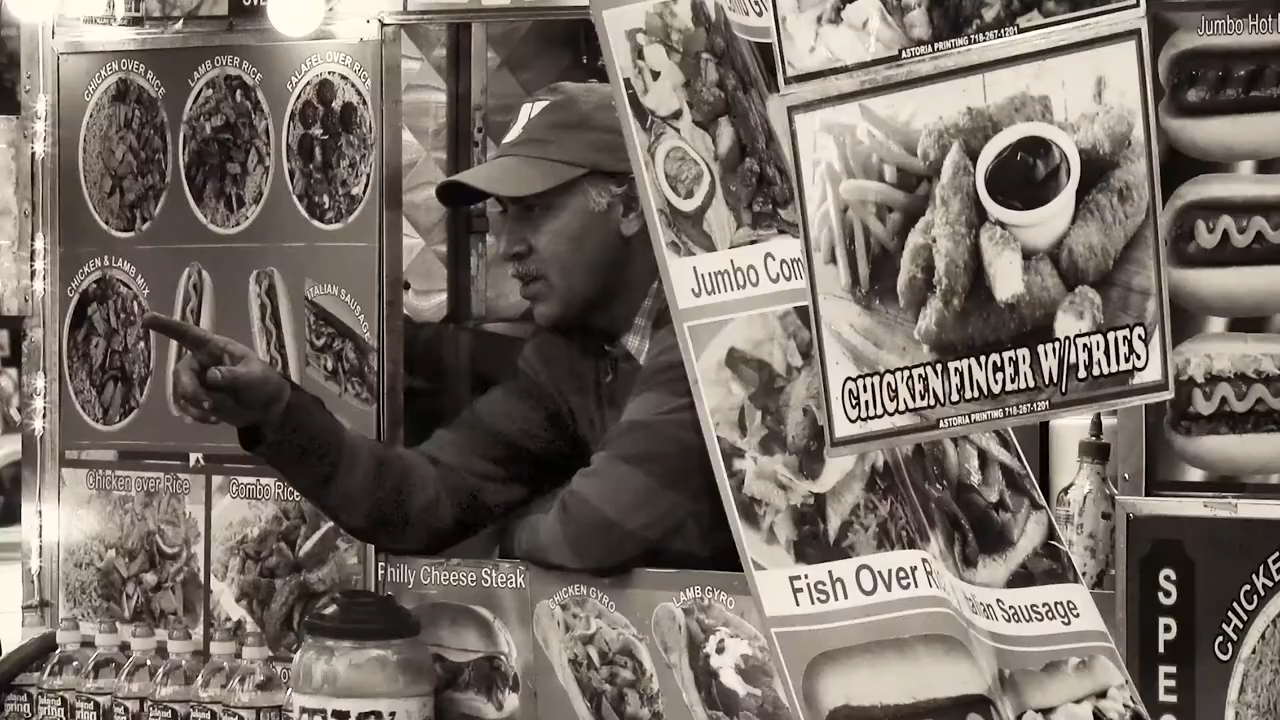 CHICKEN OVER RICE
LAMB OVER RICE
FALAFEL OVER RICE
CHICKEN & LAMB MIX
ITALIAN SAUSAGE
Chicken over Rice
Combo Rice
Philly Cheese Steak
CHICKEN GYRO
LAMB GYRO
Jumbo Com
Fish Over R
alian Sausage
ASTORIA PRINTING 718-267-1201
CHICKEN FINGER W/ FRIES
ASTORIA PRINTING 718-267-1201
Jumbo Hot
SPE
CHICKE